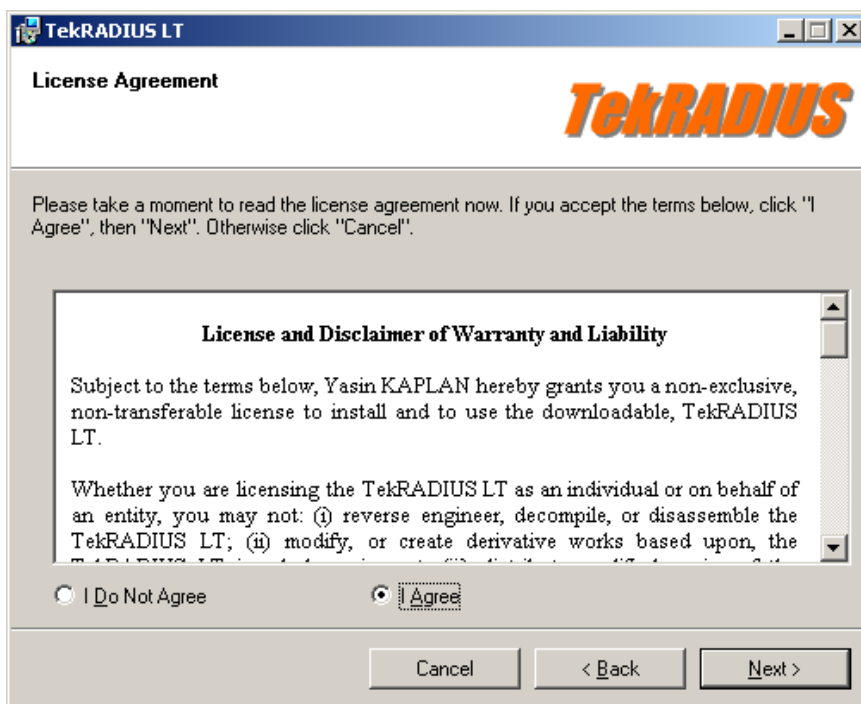 TekRADIUS LT
License Agreement
TekRADIUS
Please take a moment to read the license agreement now. If you accept the terms below, click "I
Agree", then "Next". Otherwise click "Cancel".
License and Disclaimer of Warranty and Liability
Subject to the terms below, Yasin KAPLAN hereby grants you a non-exclusive,
non-transferable license to install and to use the downloadable, TekRADIUS
LT.
Whether you are licensing the TekRADIUS LT as an individual or on behalf of
an entity, you may not: (i) reverse engineer, decompile, or disassemble the
TekRADIUS LT; (ii) modify, or create derivative works based upon, the
I Do Not Agree
I Agree
Cancel
< Back
Next >